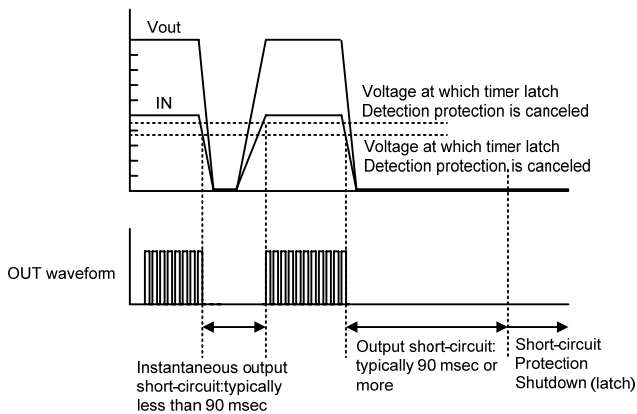 Vout
Voltage at which timer latch
Detection protection is canceled
IN
Voltage at which timer latch
Detection protection is canceled
OUT waveform
Instantaneous output
short-circuit:typically
less than 90 msec
Output short-circuit:
typically 90 msec or
more
Short-circuit
Protection
Shutdown (latch)